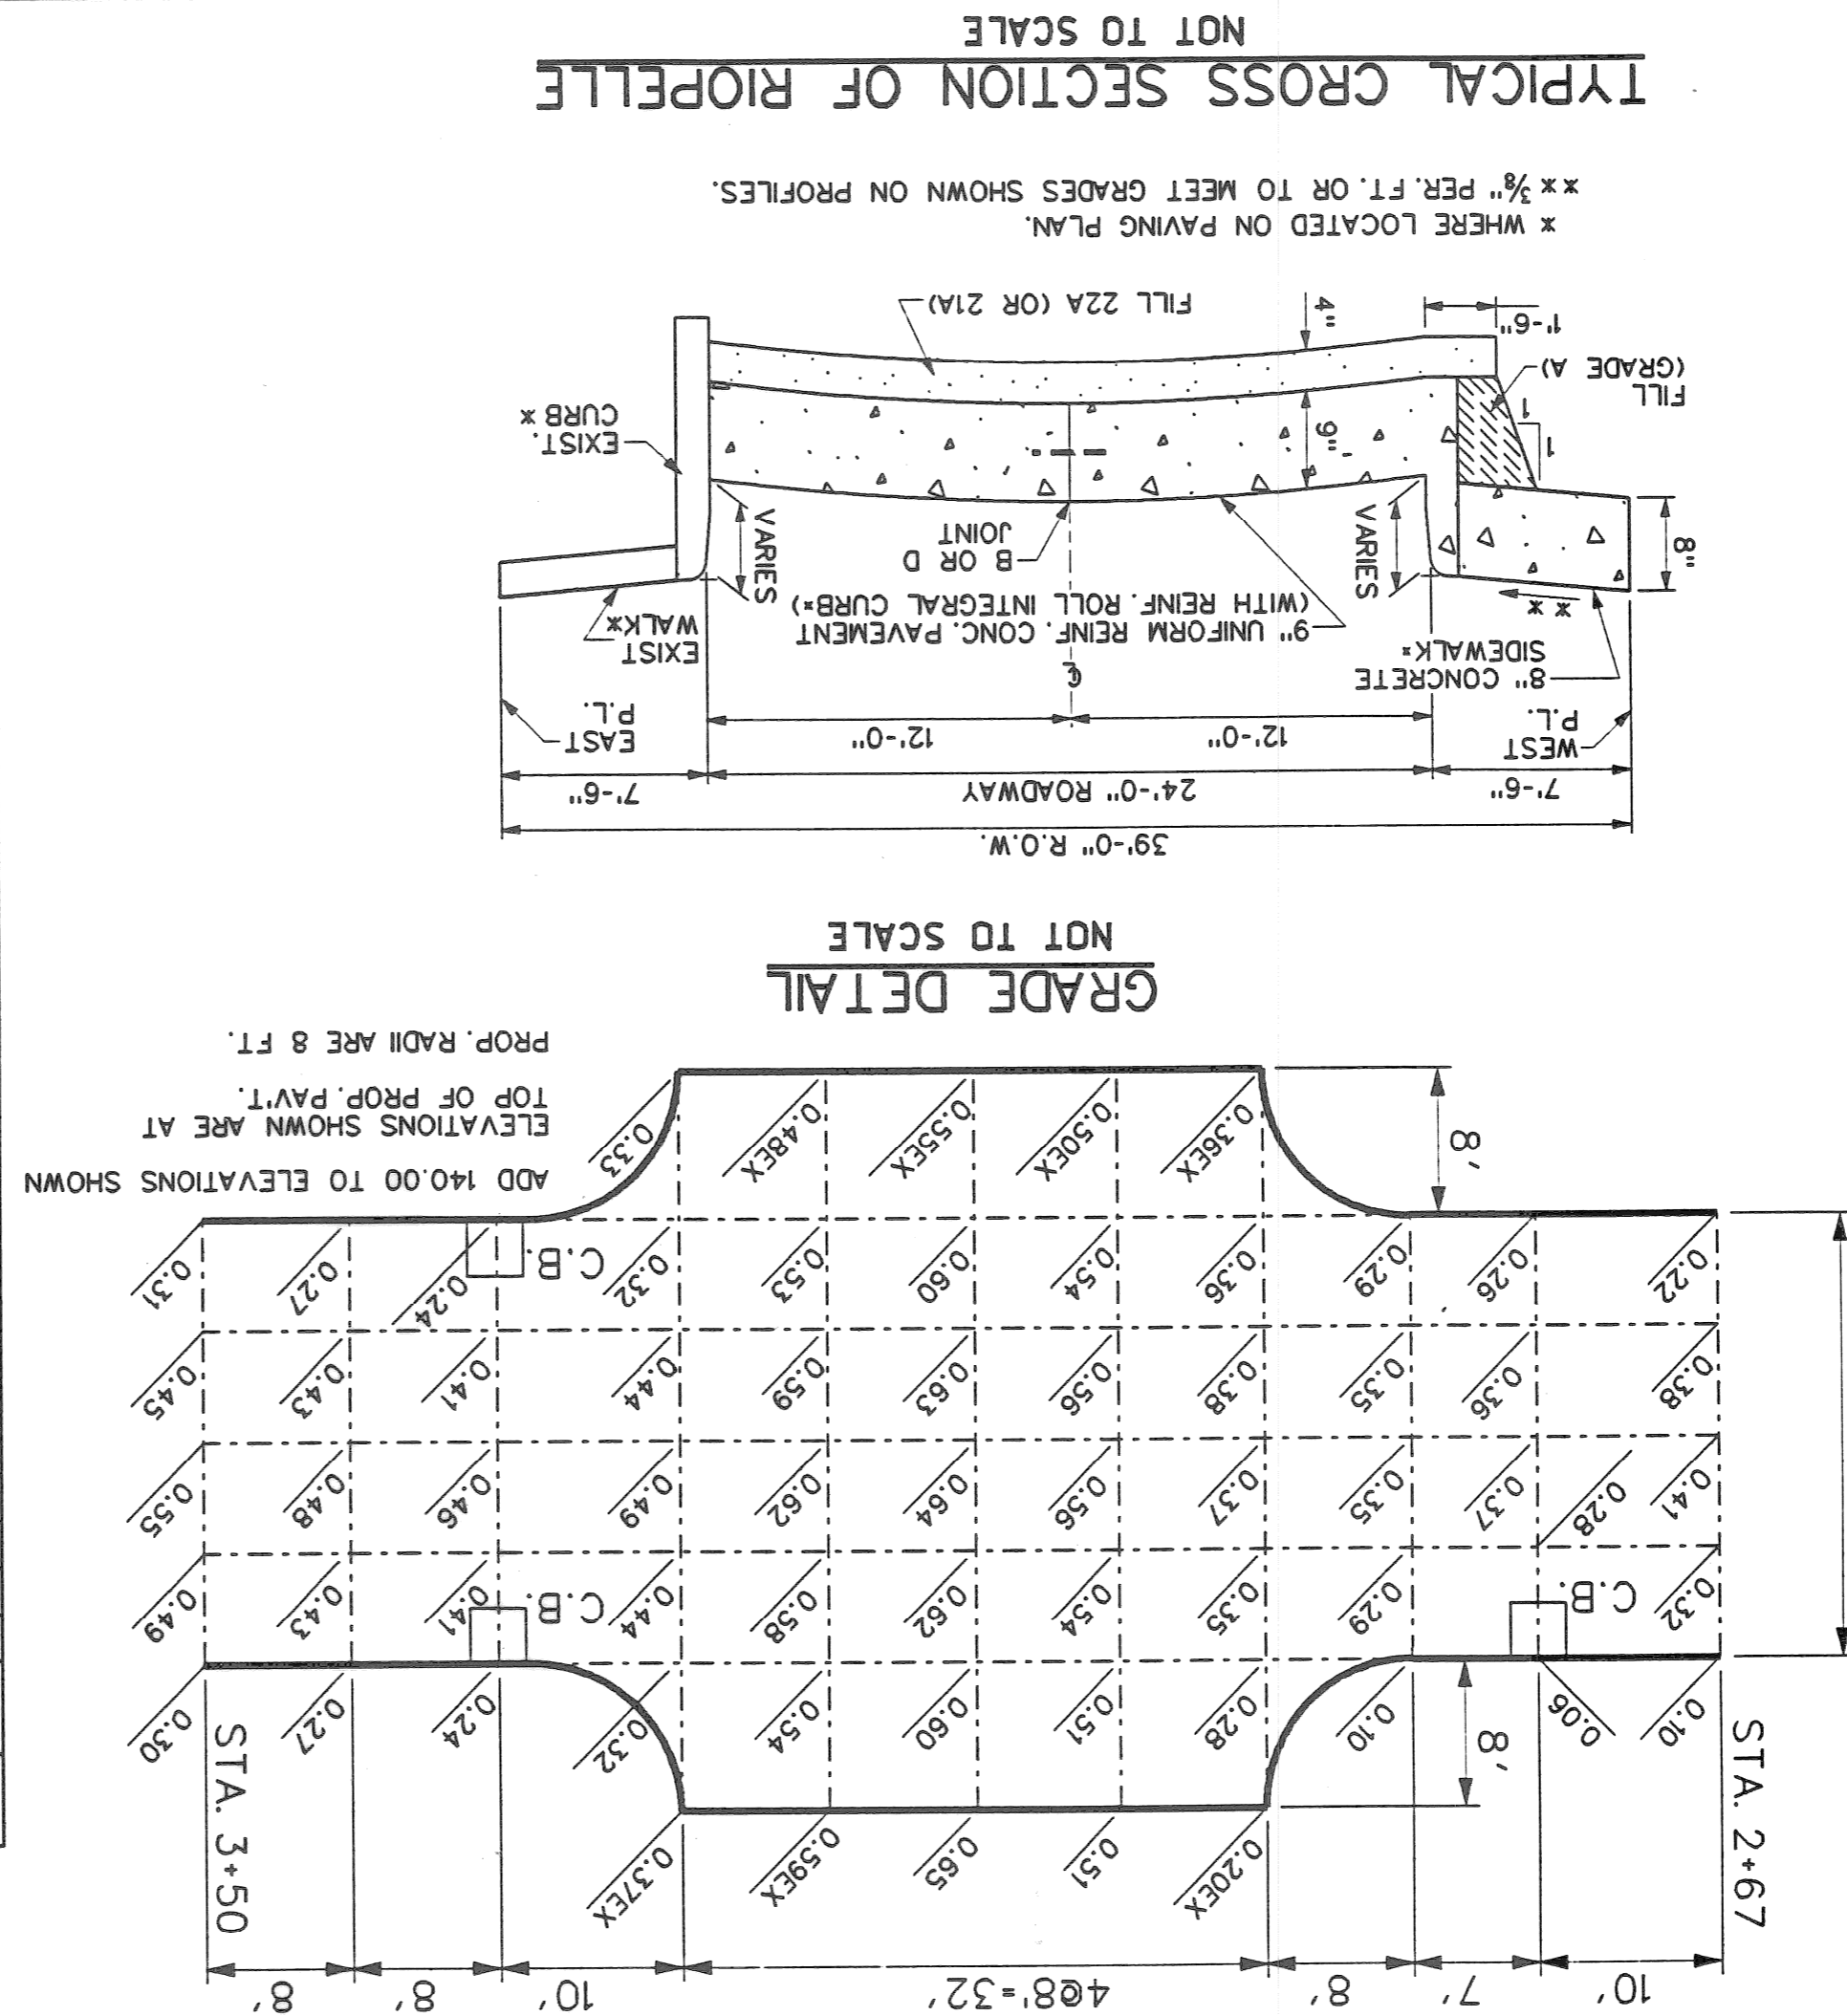 10' 7' 8' 4@8'=32' 10' 8' 8'
STA. 2+67
STA. 3+50
0.20EX 0.51 0.65 0.59EX 0.37EX
0.10 0.06 8' 0.10 0.28 0.51 0.60 0.54 0.32 0.24 0.27 0.30
0.32 C.B. 0.29 0.35 0.54 0.62 0.58 0.44 C.B. 0.41 0.43 0.49
0.41 0.28 0.37 0.35 0.37 0.56 0.64 0.62 0.49 0.46 0.48 0.55
0.38 0.36 0.35 0.38 0.56 0.63 0.59 0.44 0.41 0.43 0.45
0.22 0.26 0.29 0.36 0.54 0.60 0.53 0.32 C.B. 0.24 0.27 0.31
8' 0.36EX 0.50EX 0.55EX 0.48EX 0.33
ADD 140.00 TO ELEVATIONS SHOWN
ELEVATIONS SHOWN ARE AT
TOP OF PROP. PAV'T.
PROP. RADII ARE 8 FT.
GRADE DETAIL
NOT TO SCALE
39'-0" R.O.W.
7'-6" 24'-0" ROADWAY 7'-6"
12'-0" 12'-0"
WEST
P.L.
EAST
P.L.
8" CONCRETE
SIDEWALK*
℄
EXIST
WALK*
9" UNIFORM REINF. CONC. PAVEMENT
(WITH REINF. ROLL INTEGRAL CURB*)
* *
B OR D
JOINT
8"
VARIES
VARIES
9"
EXIST.
CURB *
1
1
FILL
(GRADE A)
1'-6"
4"
FILL 22A (OR 21A)
* WHERE LOCATED ON PAVING PLAN.
* * ⅜" PER. FT. OR TO MEET GRADES SHOWN ON PROFILES.
TYPICAL CROSS SECTION OF RIOPELLE
NOT TO SCALE